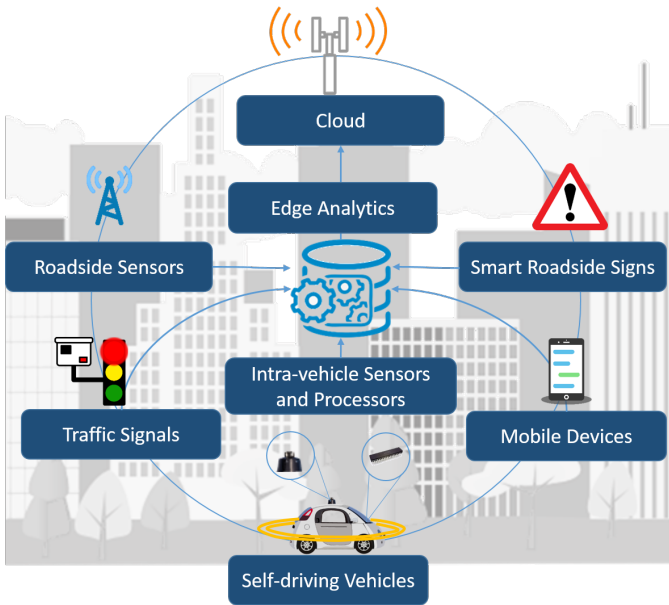 Cloud
Edge Analytics
Roadside Sensors
Smart Roadside Signs
Intra-vehicle Sensors
and Processors
Traffic Signals
Mobile Devices
Self-driving Vehicles